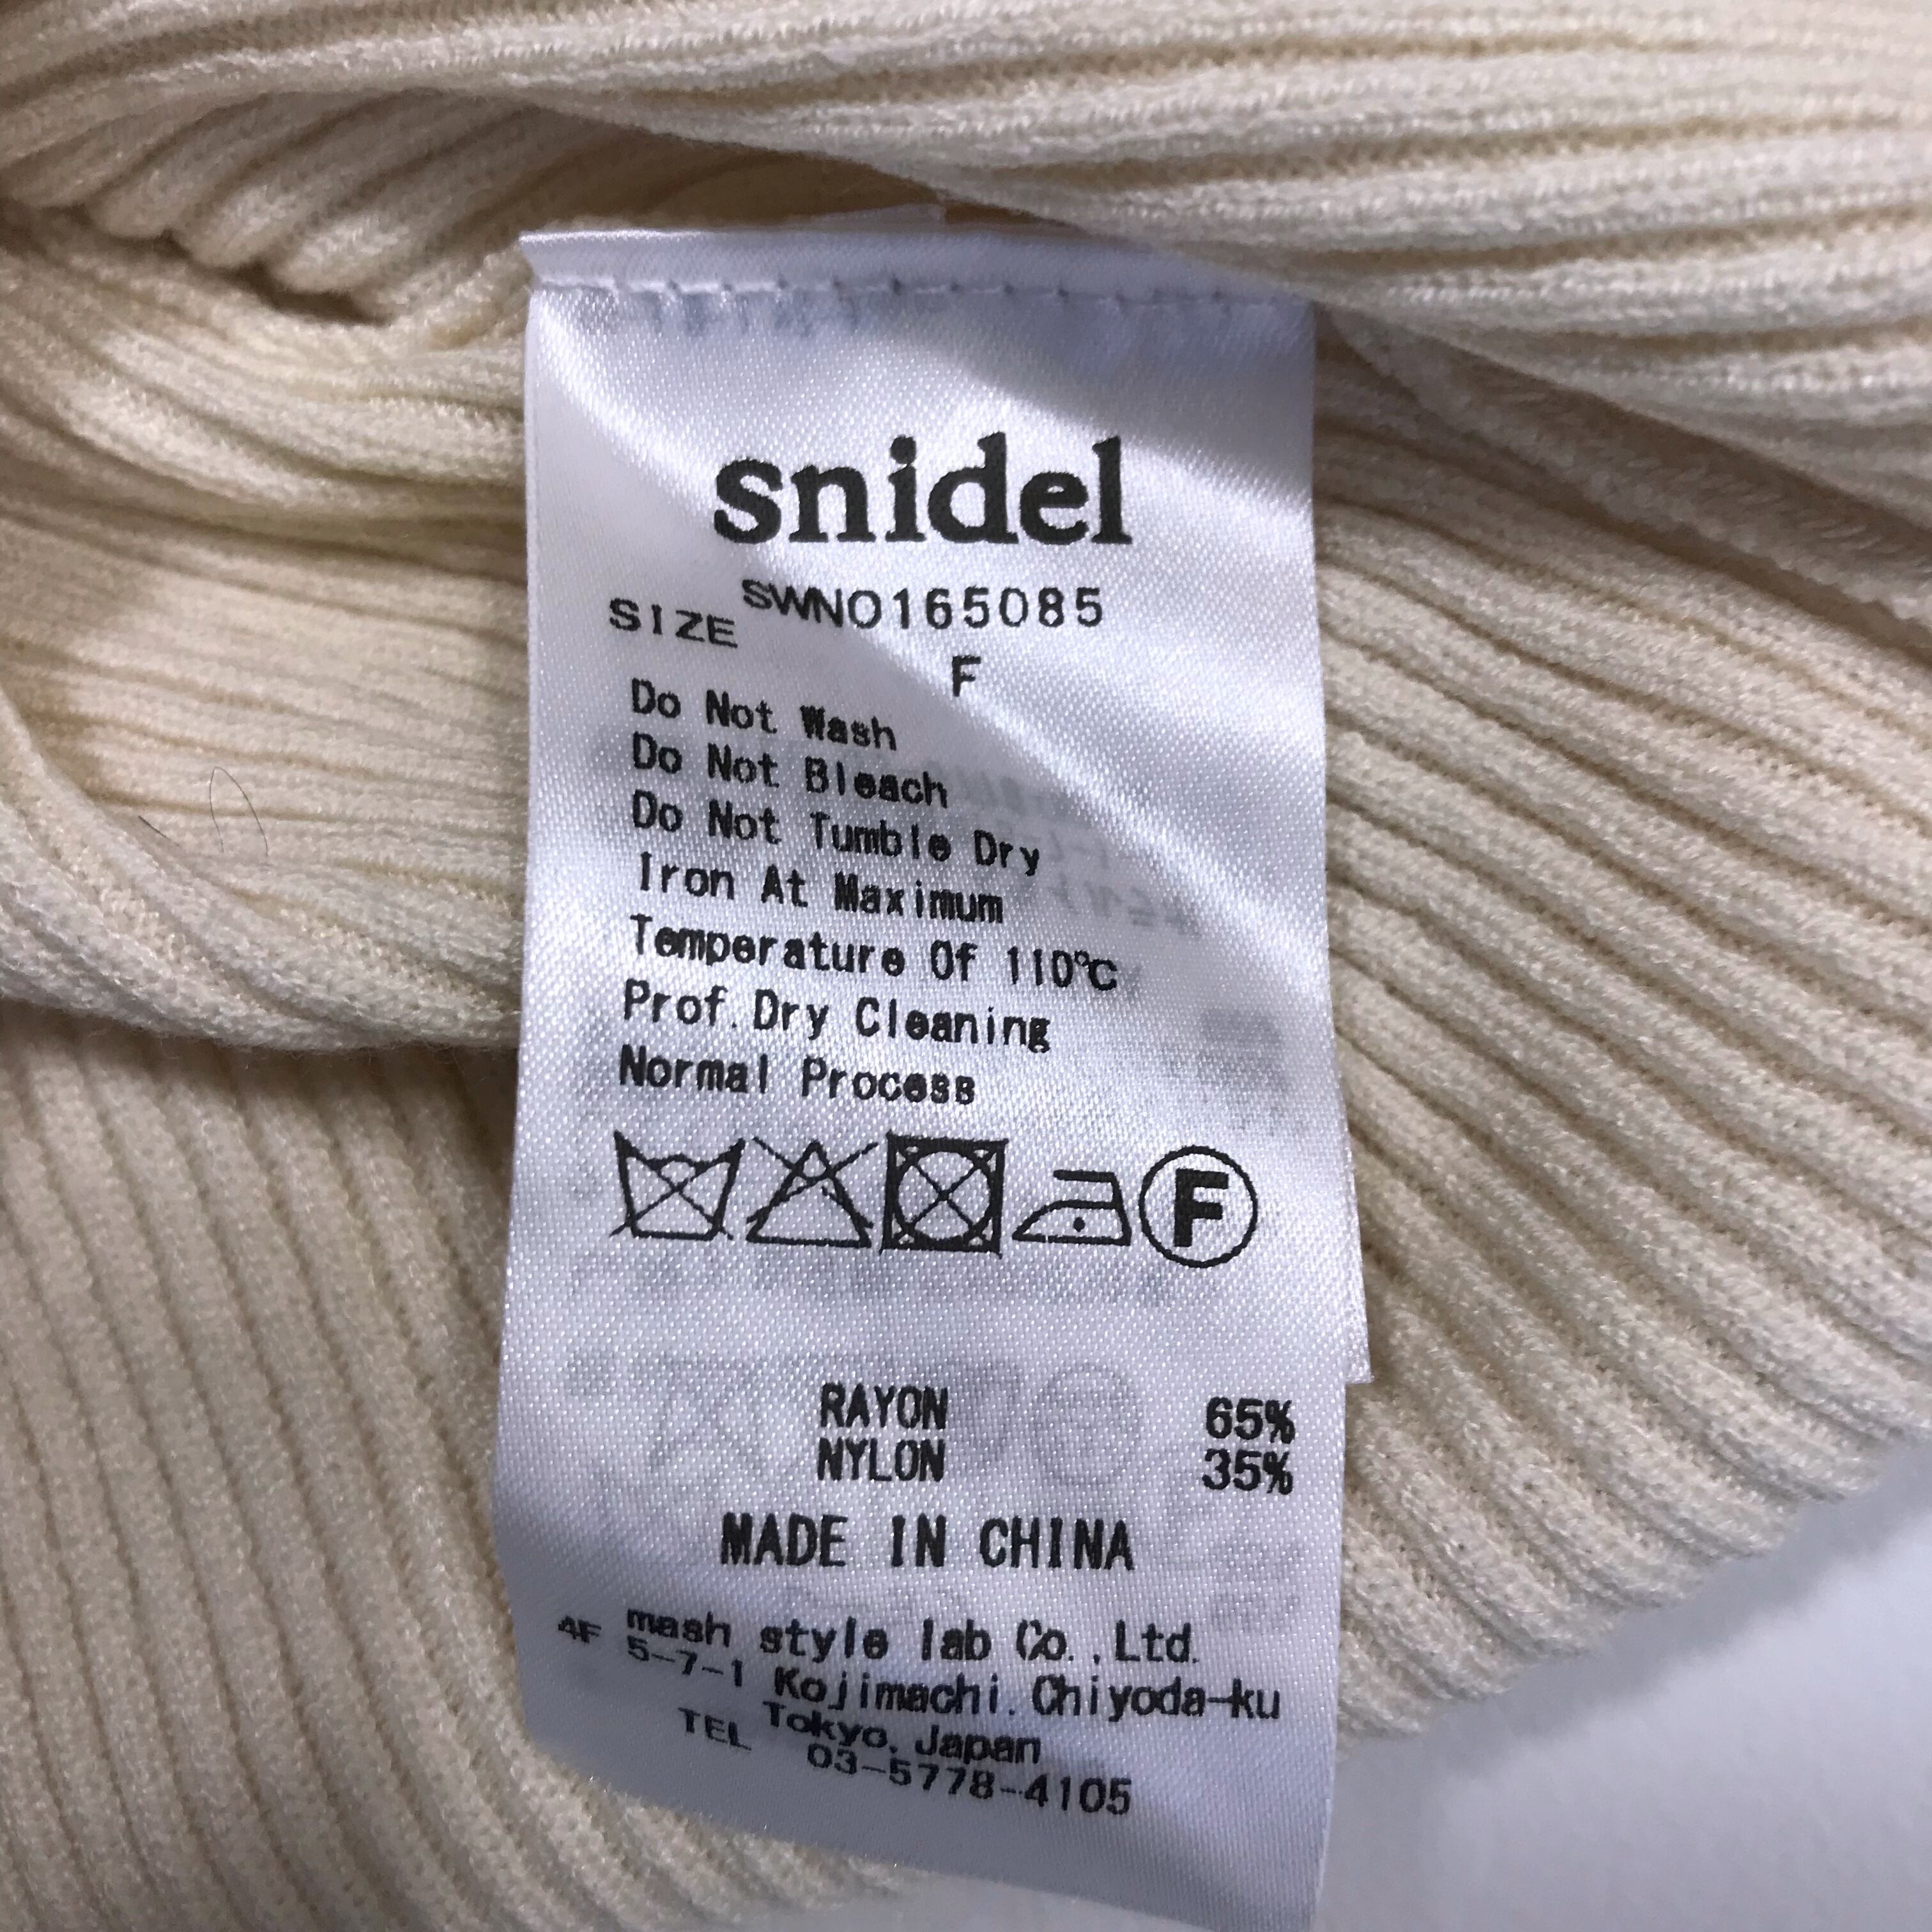 snidel
SWNO165085
SIZE
F
Do Not Wash
Do Not Bleach
Do Not Tumble Dry
Iron At Maximum
Temperature Of 110℃
Prof.Dry Cleaning
Normal Process
F
RAYON 65%
NYLON 35%
MADE IN CHINA
mash style lab Co.,Ltd.
4F 5-7-1 Kojimachi.Chiyoda-ku
Tokyo, Japan
TEL 03-5778-4105